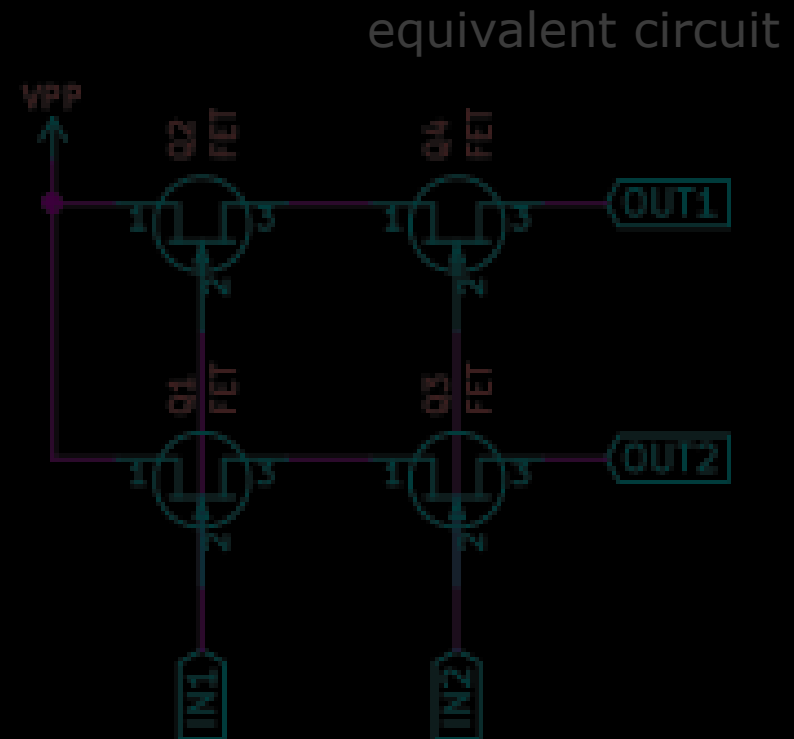 equivalent circuit
VPP
Q2 FET
Q4 FET
1 3 1 3 OUT1
2 2
Q1 FET
Q3 FET
1 3 1 3 OUT2
2 2
IN1 IN2